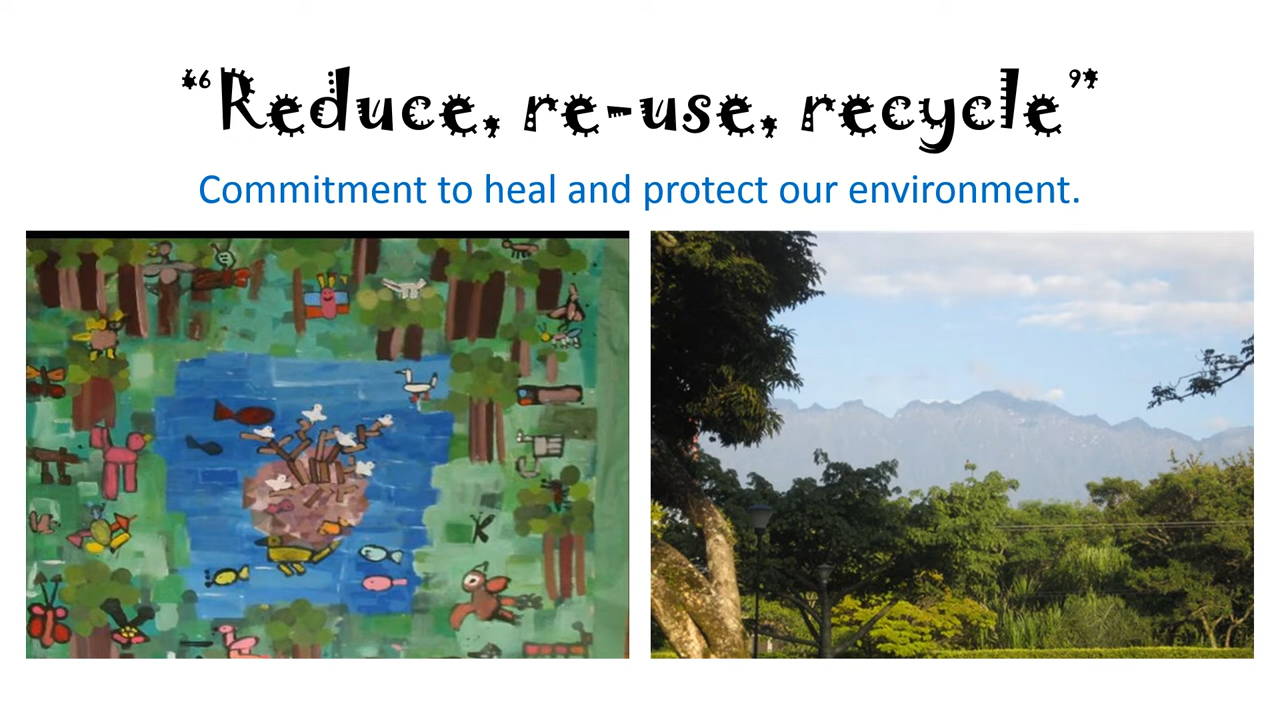 “Reduce, re-use, recycle”
Commitment to heal and protect our environment.